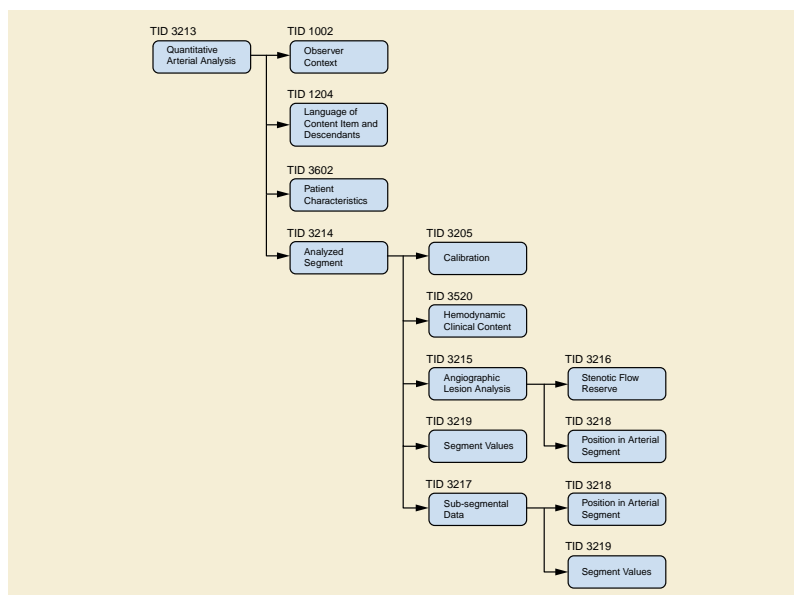 TID 3213
Quantitative
Arterial Analysis
TID 1002
Observer
Context
TID 1204
Language of
Content Item and
Descendants
TID 3602
Patient
Characteristics
TID 3214
Analyzed
Segment
TID 3205
Calibration
TID 3520
Hemodynamic
Clinical Content
TID 3215
Angiographic
Lesion Analysis
TID 3216
Stenotic Flow
Reserve
TID 3218
Position in Arterial
Segment
TID 3219
Segment Values
TID 3217
Sub-segmental
Data
TID 3218
Position in Arterial
Segment
TID 3219
Segment Values